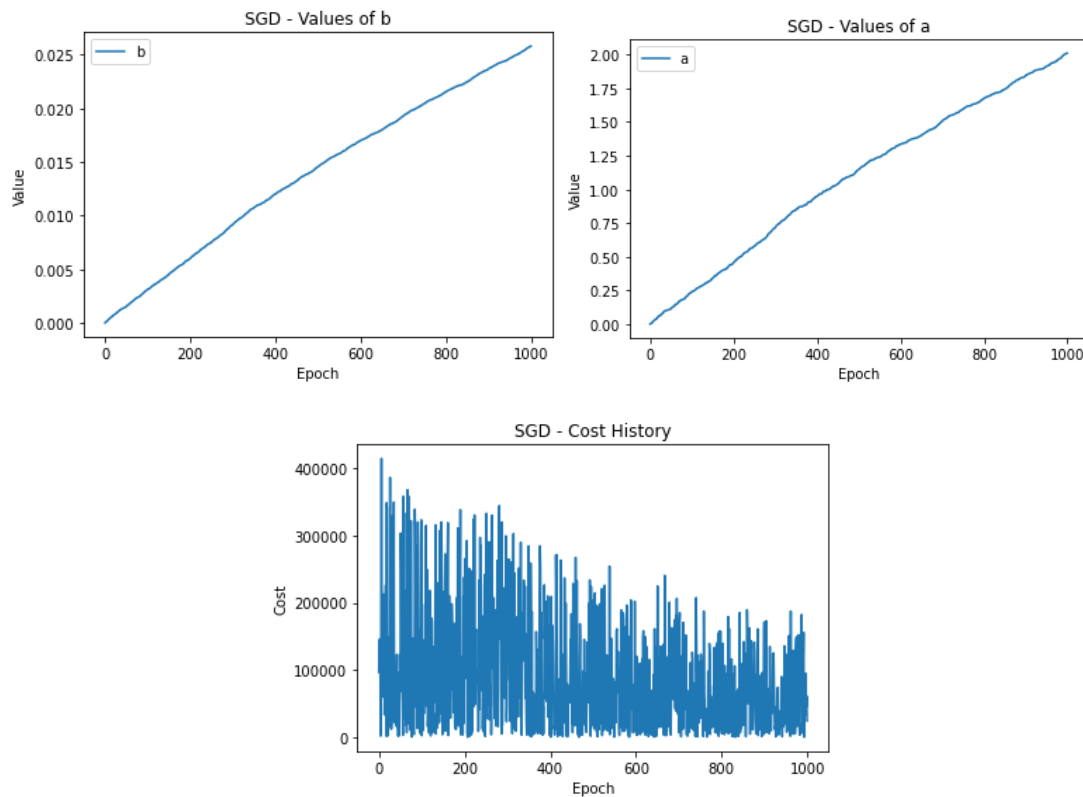 SGD - Values of b
b
0.025
0.020
0.015
0.010
0.005
0.000
Value
0 200 400 600 800 1000
Epoch
SGD - Values of a
a
2.00
1.75
1.50
1.25
1.00
0.75
0.50
0.25
0.00
Value
0 200 400 600 800 1000
Epoch
SGD - Cost History
400000
300000
200000
100000
0
Cost
0 200 400 600 800 1000
Epoch